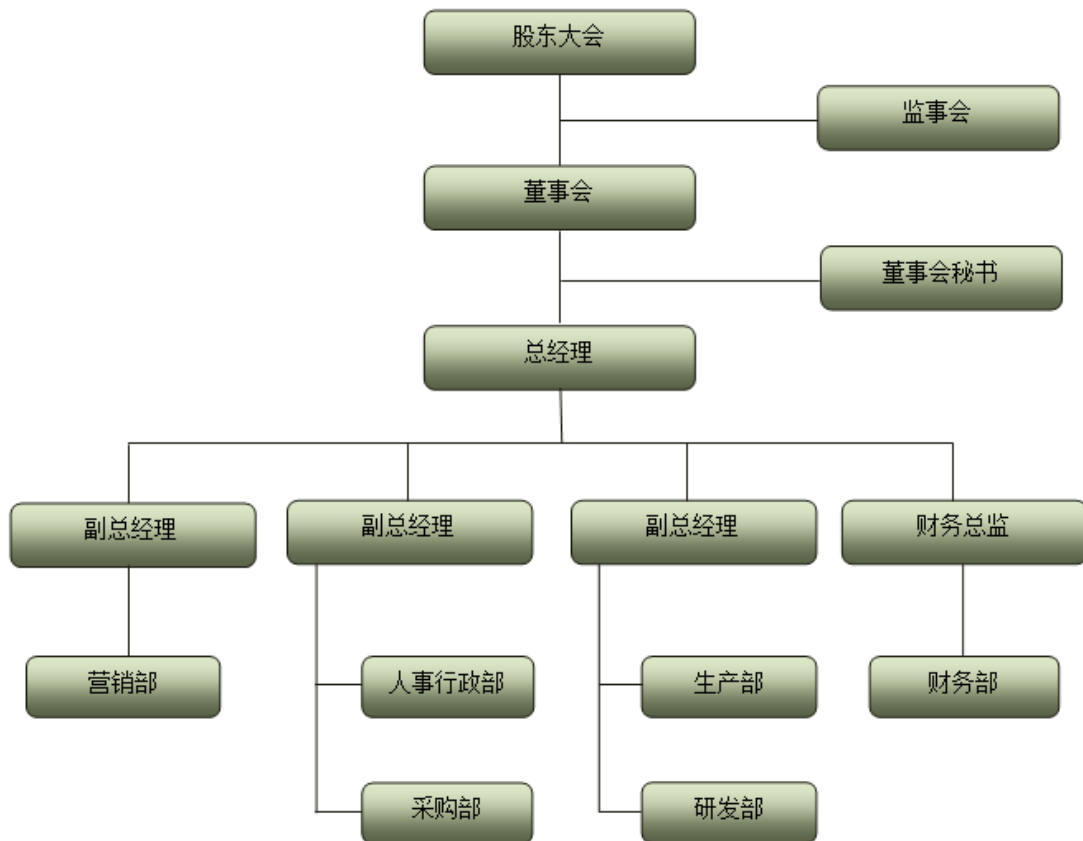 股东大会
监事会
董事会
董事会秘书
总经理
副总经理
副总经理
副总经理
财务总监
营销部
人事行政部
生产部
财务部
采购部
研发部